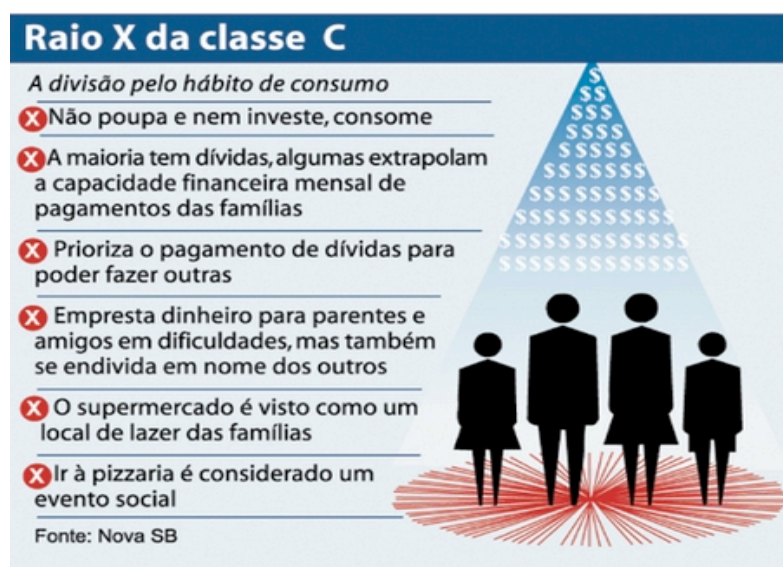 Raio X da classe C
A divisão pelo hábito de consumo
X Não poupa e nem investe, consome
X A maioria tem dívidas, algumas extrapolam
a capacidade financeira mensal de
pagamentos das famílias
X Prioriza o pagamento de dívidas para
poder fazer outras
X Empresta dinheiro para parentes e
amigos em dificuldades, mas também
se endivida em nome dos outros
X O supermercado é visto como um
local de lazer das famílias
X Ir à pizzaria é considerado um
evento social
Fonte: Nova SB
$
$$
$$$
$$$$
$$$$$
$$$$$$$
$$$$$$$$$
$$$$$$$$$$$
$$$$$$$$$$$$$
$$$$$$$$$$$$$